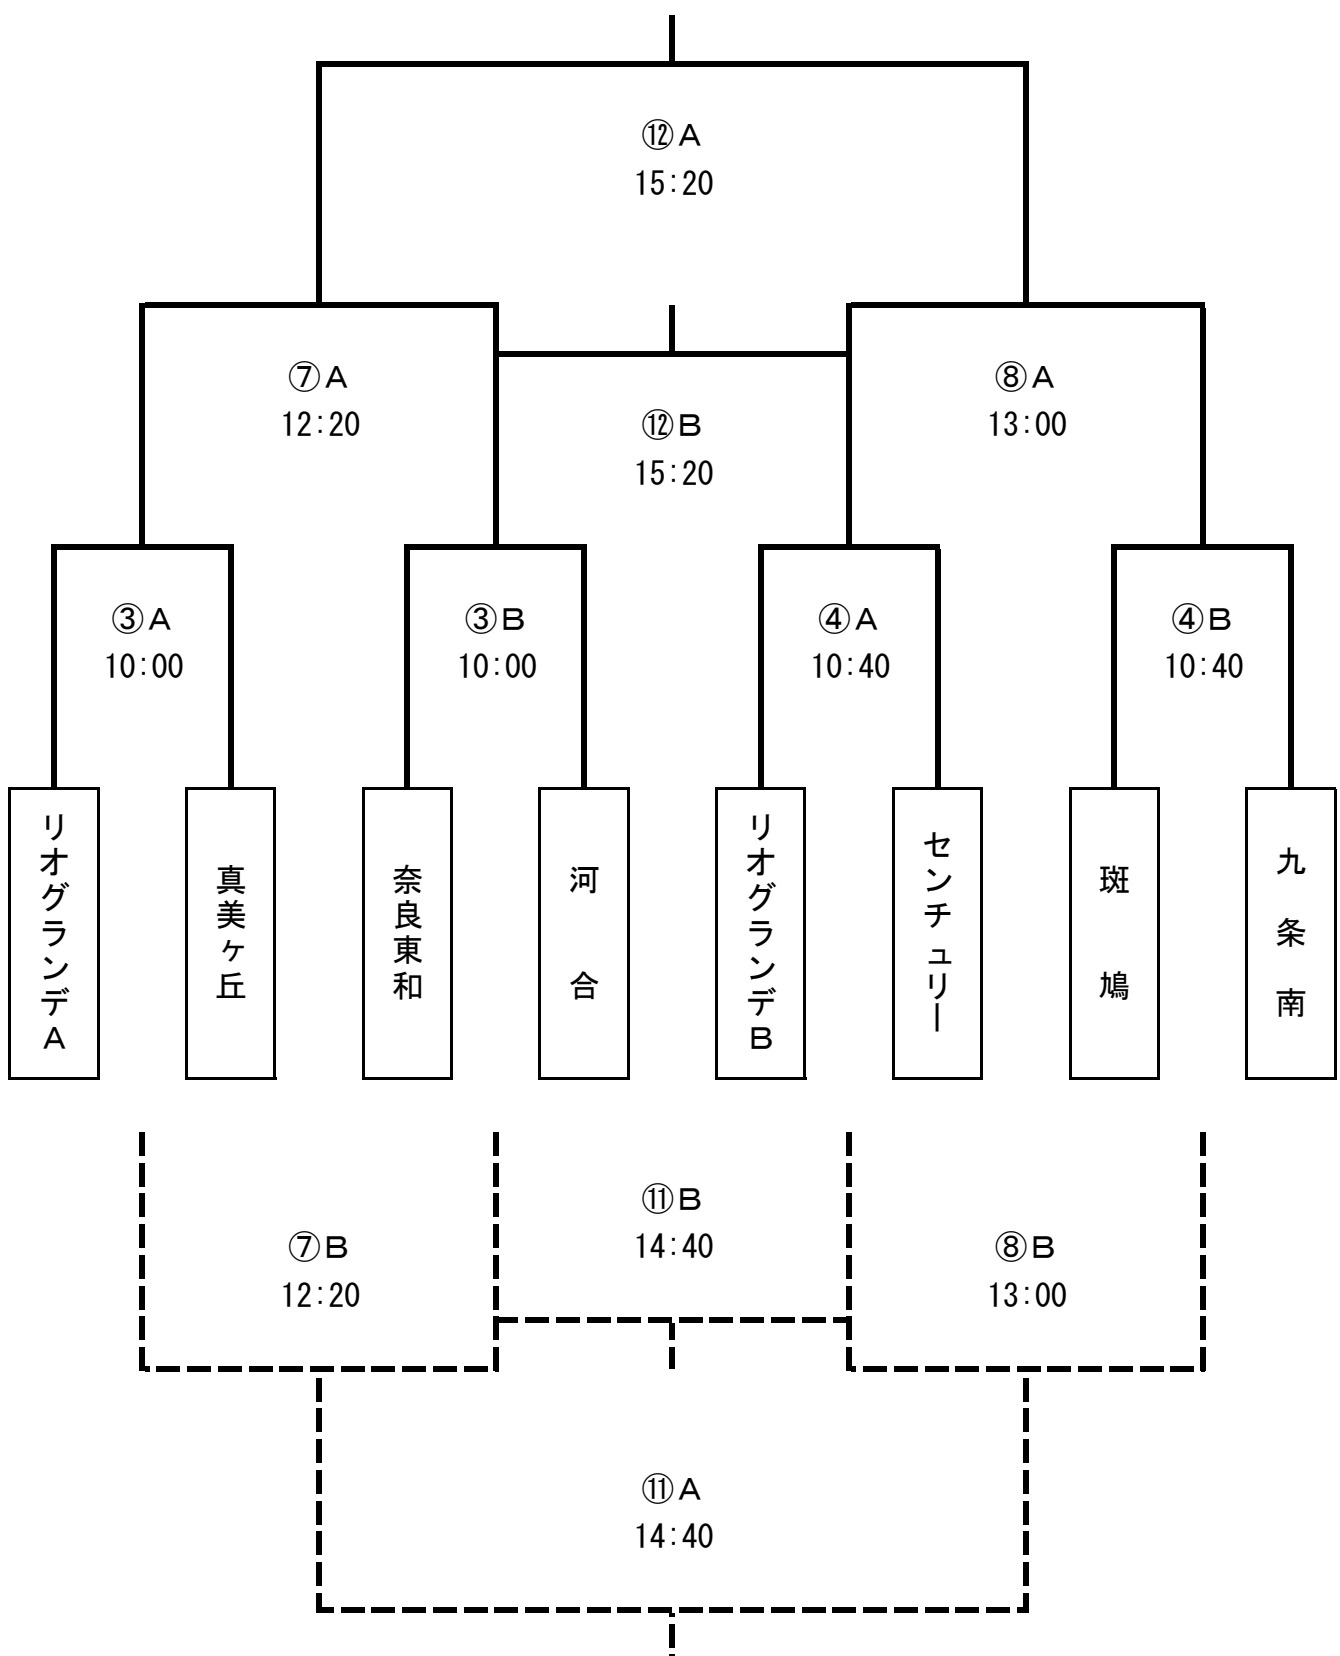 ⑫A
15:20
⑦A
12:20
⑧A
13:00
⑫B
15:20
③A
10:00
③B
10:00
④A
10:40
④B
10:40
リオグランデA
真美ヶ丘
奈良東和
河合
リオグランデB
センチュリー
斑鳩
九条南
⑪B
14:40
⑦B
12:20
⑧B
13:00
⑪A
14:40